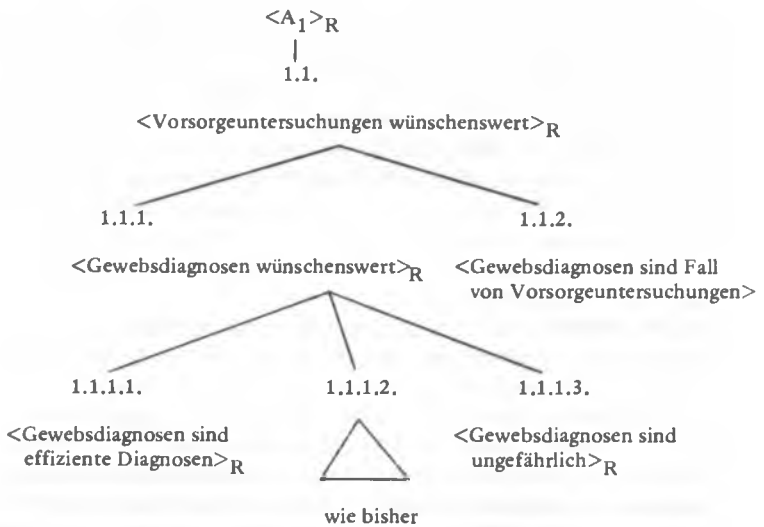 <A₁>R
1.1.
<Vorsorgeuntersuchungen wünschenswert>R
1.1.1. 1.1.2.
<Gewebsdiagnosen wünschenswert>R <Gewebsdiagnosen sind Fall
von Vorsorgeuntersuchungen>
1.1.1.1. 1.1.1.2. 1.1.1.3.
<Gewebsdiagnosen sind <Gewebsdiagnosen sind
effiziente Diagnosen>R ungefährlich>R
wie bisher